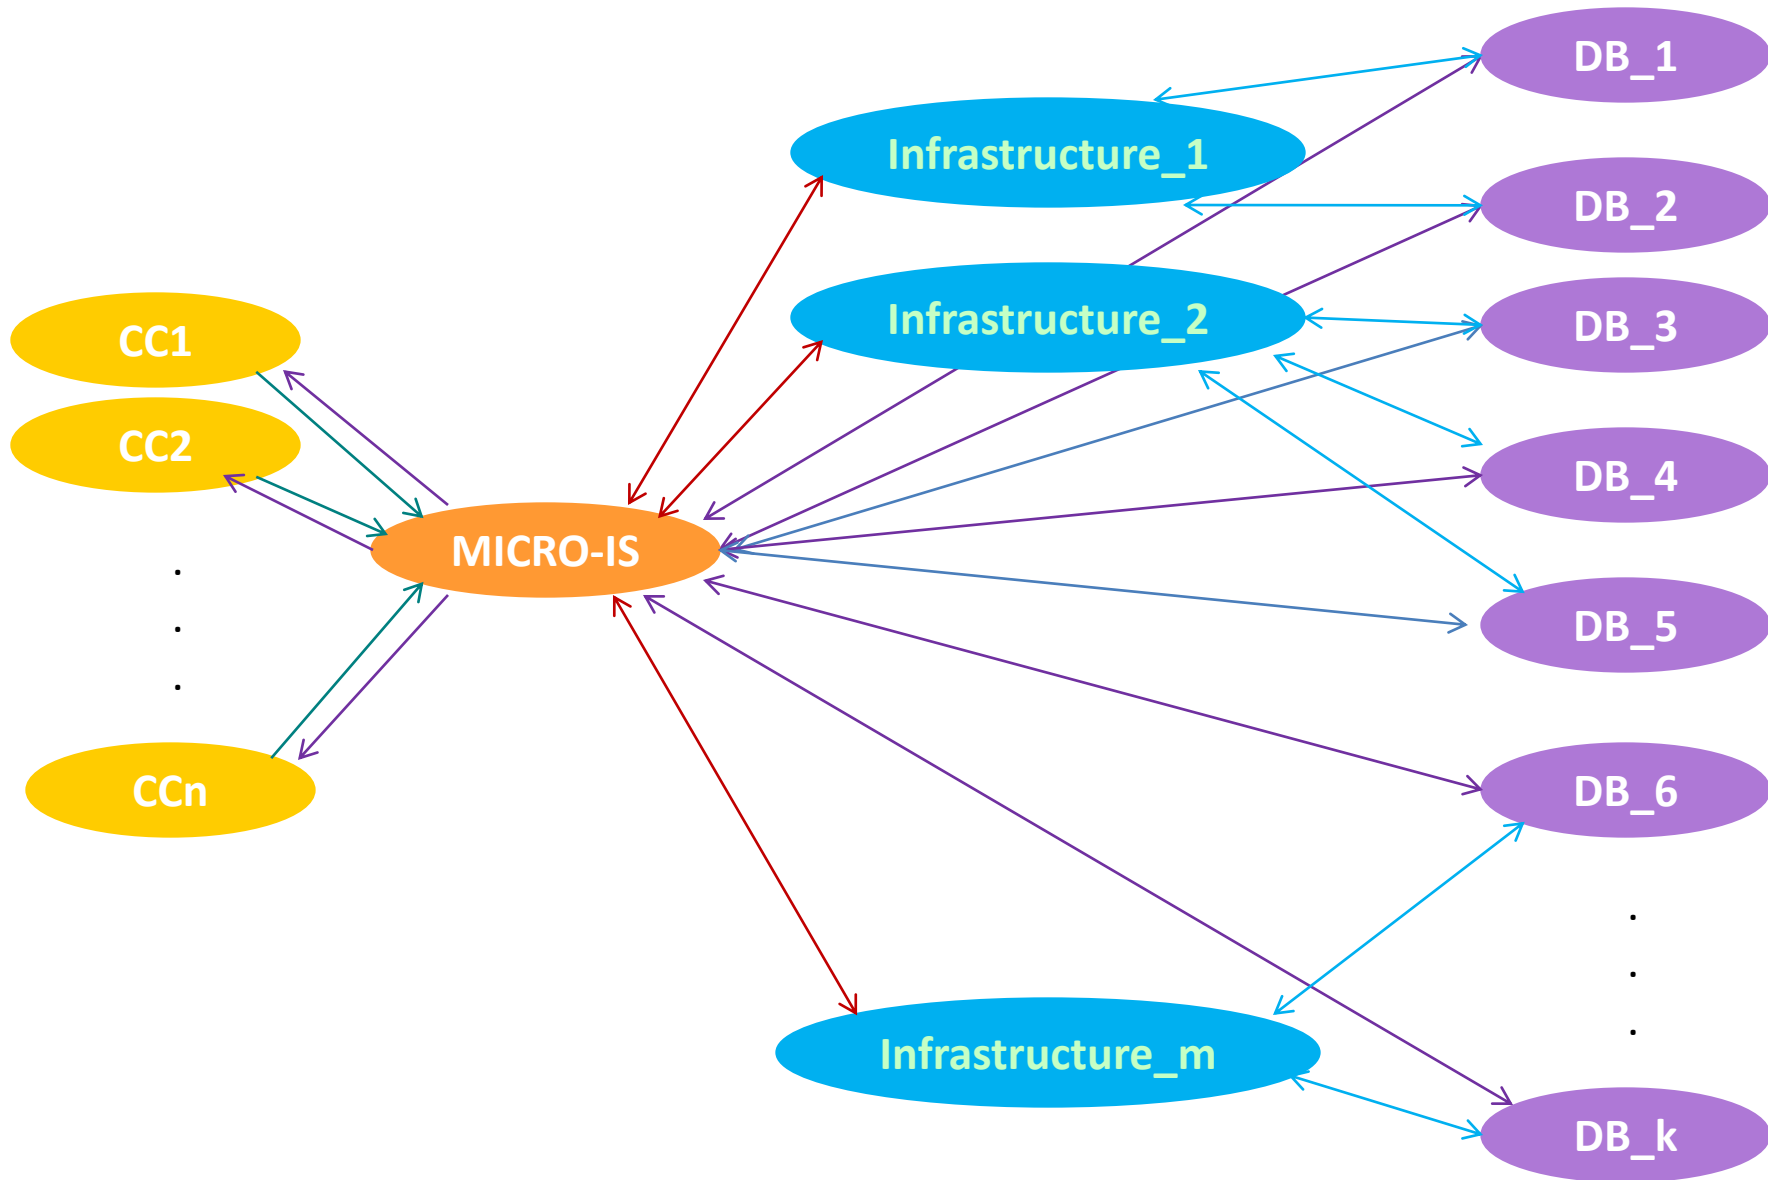 DB_1
Infrastructure_1
DB_2
Infrastructure_2
DB_3
CC1
CC2
DB_4
MICRO-IS
.
.
.
DB_5
CCn
DB_6
.
.
.
Infrastructure_m
DB_k